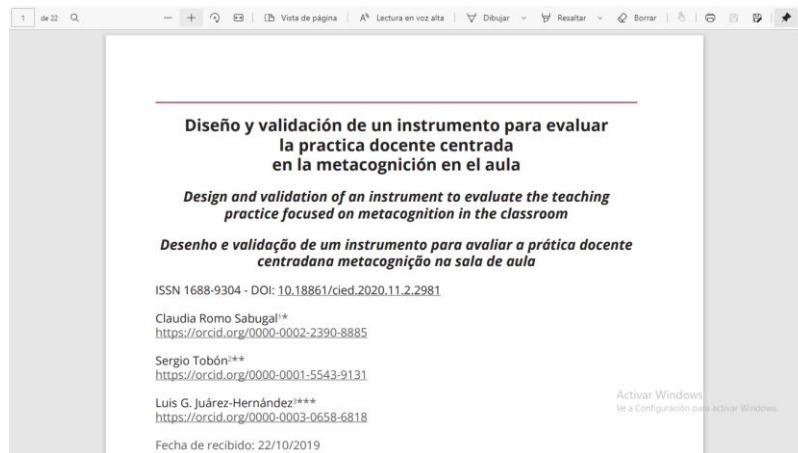 1 de 22
Vista de página
Lectura en voz alta
Dibujar
Resaltar
Borrar
Diseño y validación de un instrumento para evaluar
la practica docente centrada
en la metacognición en el aula
Design and validation of an instrument to evaluate the teaching
practice focused on metacognition in the classroom
Desenho e validação de um instrumento para avaliar a prática docente
centradana metacognição na sala de aula
ISSN 1688-9304 - DOI: 10.18861/cied.2020.11.2.2981
Claudia Romo Sabugal¹*
https://orcid.org/0000-0002-2390-8885
Sergio Tobón²**
https://orcid.org/0000-0001-5543-9131
Luis G. Juárez-Hernández³***
https://orcid.org/0000-0003-0658-6818
Activar Windows
Ve a Configuración para activar Windows.
Fecha de recibido: 22/10/2019